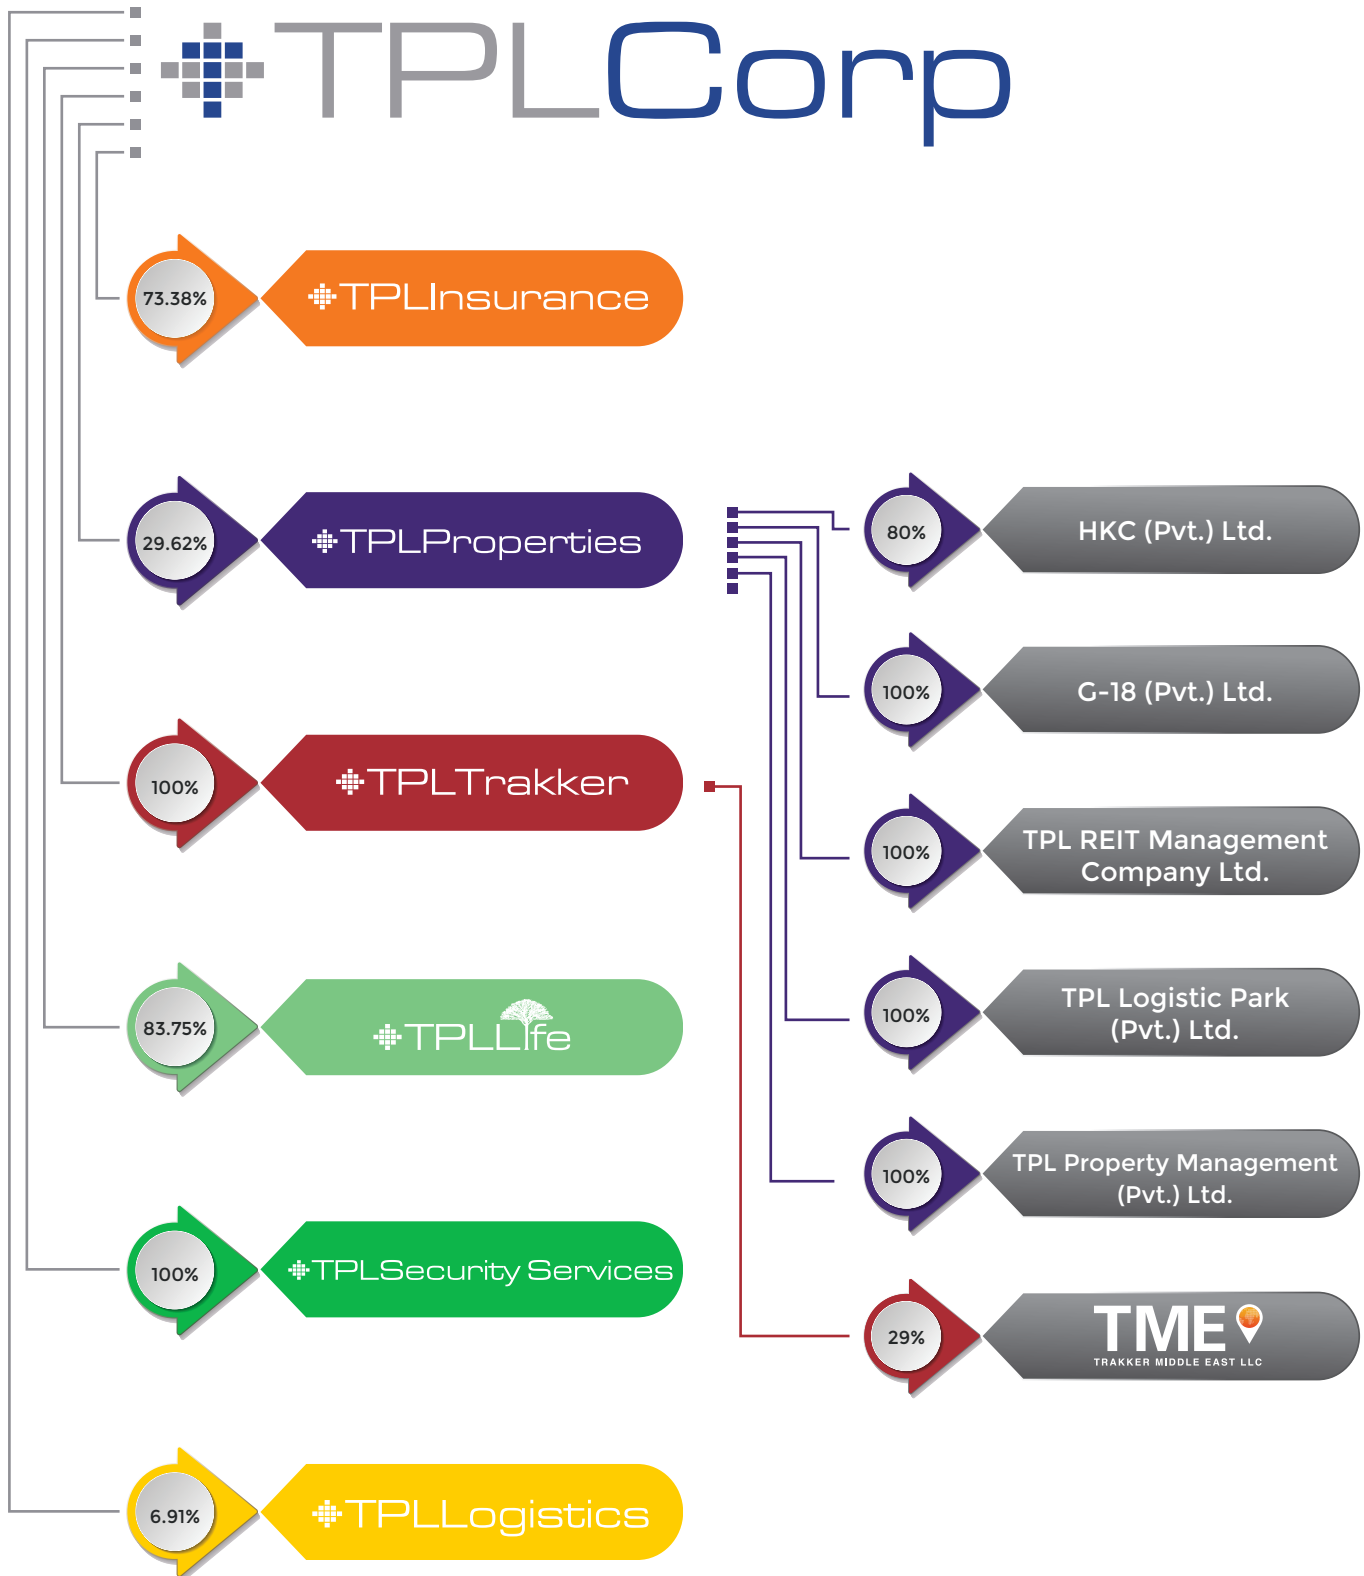 TPLCorp
73.38%
TPLInsurance
29.62%
TPLProperties
80%
HKC (Pvt.) Ltd.
100%
G-18 (Pvt.) Ltd.
100%
TPLTrakker
100%
TPL REIT Management
Company Ltd.
83.75%
TPLLife
100%
TPL Logistic Park
(Pvt.) Ltd.
100%
TPL Property Management
(Pvt.) Ltd.
100%
TPLSecurity Services
29%
TME
TRAKKER MIDDLE EAST LLC
6.91%
TPLLogistics